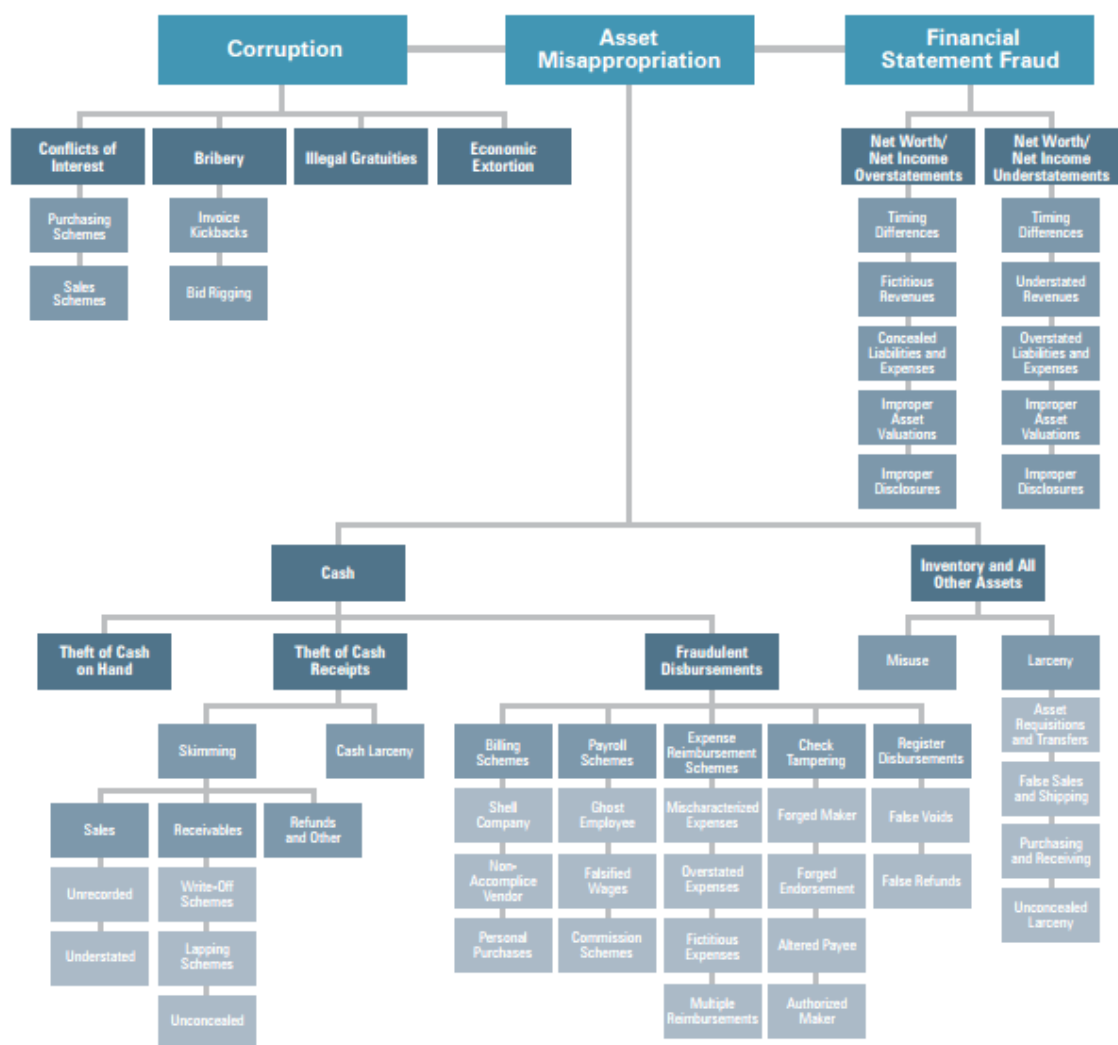 Corruption
Asset
Misappropriation
Financial
Statement Fraud
Conflicts of
Interest
Bribery
Illegal Gratuities
Economic
Extortion
Net Worth/
Net Income
Overstatements
Net Worth/
Net Income
Understatements
Purchasing
Schemes
Sales
Schemes
Invoice
Kickbacks
Bid Rigging
Timing
Differences
Fictitious
Revenues
Concealed
Liabilities and
Expenses
Improper
Asset
Valuations
Improper
Disclosures
Timing
Differences
Understated
Revenues
Overstated
Liabilities and
Expenses
Improper
Asset
Valuations
Improper
Disclosures
Cash
Inventory and All
Other Assets
Theft of Cash
on Hand
Theft of Cash
Receipts
Fraudulent
Disbursements
Misuse
Larceny
Asset
Requisitions
and Transfers
False Sales
and Shipping
Purchasing
and Receiving
Unconcealed
Larceny
Skimming
Cash Larceny
Sales
Unrecorded
Understated
Receivables
Write-Off
Schemes
Lapping
Schemes
Unconcealed
Refunds
and Other
Billing
Schemes
Shell
Company
Non-
Accomplice
Vendor
Personal
Purchases
Payroll
Schemes
Ghost
Employee
Falsified
Wages
Commission
Schemes
Expense
Reimbursement
Schemes
Mischaracterized
Expenses
Overstated
Expenses
Fictitious
Expenses
Multiple
Reimbursements
Check
Tampering
Forged Maker
Forged
Endorsement
Altered Payee
Authorized
Maker
Register
Disbursements
False Voids
False Refunds